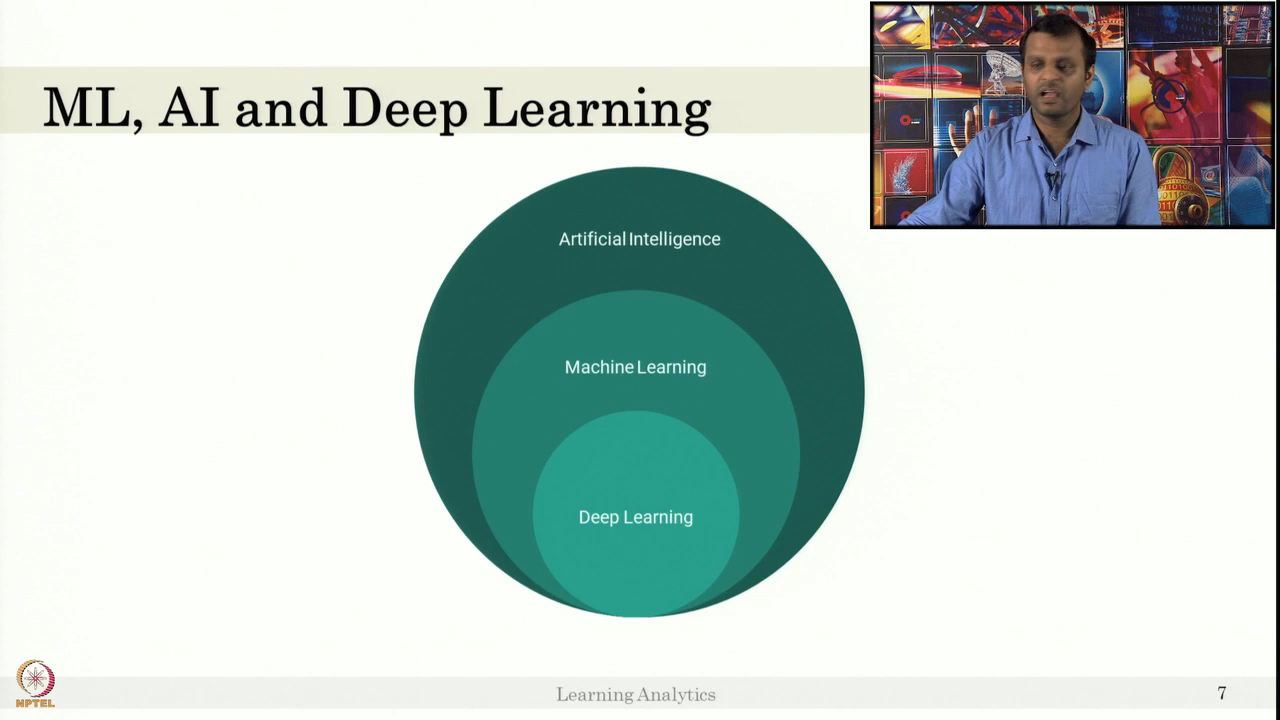 ML, AI and Deep Learning
Artificial Intelligence
Machine Learning
Deep Learning
NPTEL
Learning Analytics
7